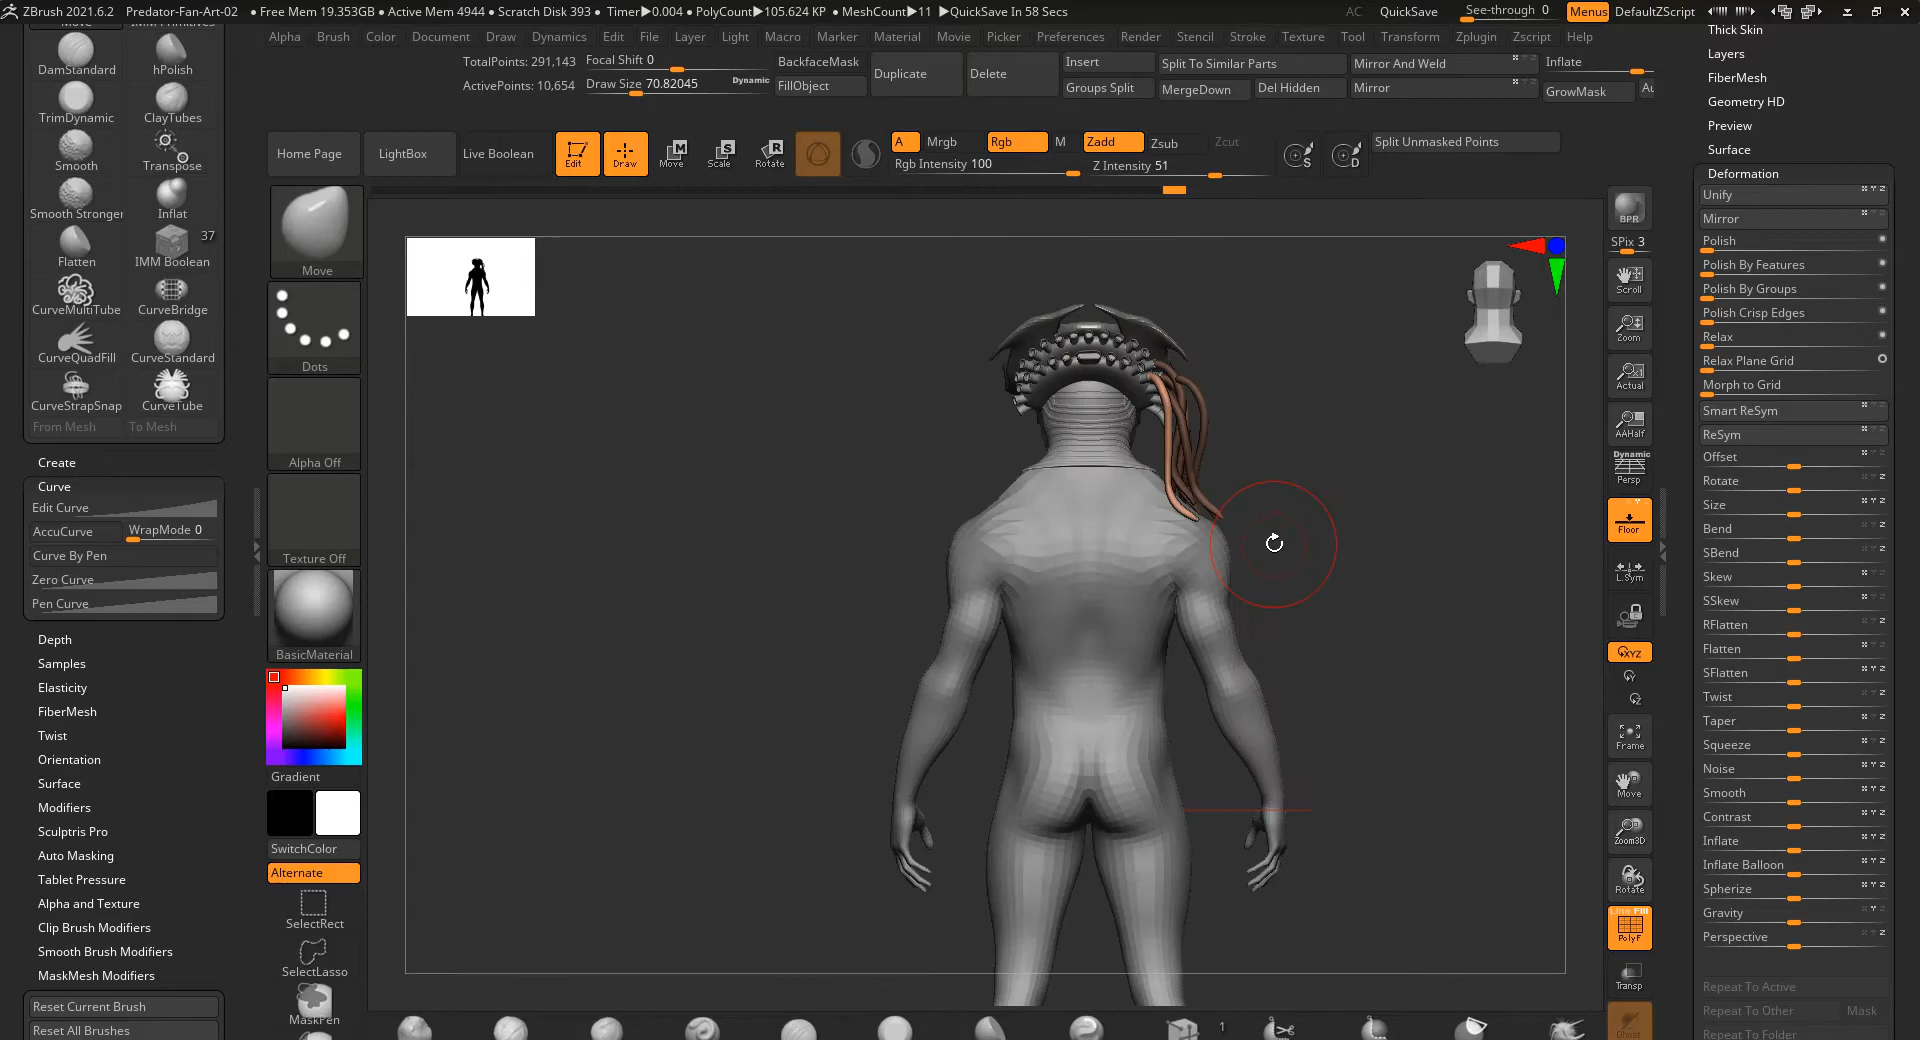 ZBrush 2021.6.2 Predator-Fan-Art-02 ● Free Mem 19.353GB ● Active Mem 4944 ● Scratch Disk 393 ● Timer▶0.004 ● PolyCount▶105.624 KP ● MeshCount▶11 ▶QuickSave In 58 Secs AC QuickSave See-through 0 Menus DefaultZScript
Alpha Brush Color Document Draw Dynamics Edit File Layer Light Macro Marker Material Movie Picker Preferences Render Stencil Stroke Texture Tool Transform Zplugin Zscript Help
DamStandard hPolish
TrimDynamic ClayTubes
Smooth Transpose
Smooth Stronger Inflat
37
Flatten IMM Boolean
CurveMultiTube CurveBridge
CurveQuadFill CurveStandard
CurveStrapSnap CurveTube
From Mesh To Mesh
Create
Curve
Edit Curve
AccuCurve WrapMode 0
Curve By Pen
Zero Curve
Pen Curve
Depth
Samples
Elasticity
FiberMesh
Twist
Orientation
Surface
Modifiers
Sculptris Pro
Auto Masking
Tablet Pressure
Alpha and Texture
Clip Brush Modifiers
Smooth Brush Modifiers
MaskMesh Modifiers
Reset Current Brush
Reset All Brushes
TotalPoints: 291,143 Focal Shift 0 BackfaceMask Duplicate Delete Insert Split To Similar Parts Mirror And Weld Inflate
ActivePoints: 10,654 Draw Size 70.82045 Dynamic FillObject Groups Split MergeDown Del Hidden Mirror GrowMask
Home Page LightBox Live Boolean Edit Draw Move Scale Rotate A Mrgb Rgb M Zadd Zsub Zcut Split Unmasked Points
Rgb Intensity 100 Z Intensity 51
S D
Move
Dots
Alpha Off
Texture Off
BasicMaterial
Gradient
SwitchColor
Alternate
SelectRect
SelectLasso
MaskPen
1
BPR
SPix 3
Scroll
Zoom
Actual
AAHalf
Dynamic
Persp
Floor
L.Sym
XYZ
Frame
Move
Zoom3D
Rotate
Line Fill
PolyF
Transp
Ghost
Thick Skin
Layers
FiberMesh
Geometry HD
Preview
Surface
Deformation
Unify
Mirror
Polish
Polish By Features
Polish By Groups
Polish Crisp Edges
Relax
Relax Plane Grid
Morph to Grid
Smart ReSym
ReSym
Offset
Rotate
Size
Bend
SBend
Skew
SSkew
RFlatten
Flatten
SFlatten
Twist
Taper
Squeeze
Noise
Smooth
Contrast
Inflate
Inflate Balloon
Spherize
Gravity
Perspective
Repeat To Active
Repeat To Other Mask
Repeat To Folder